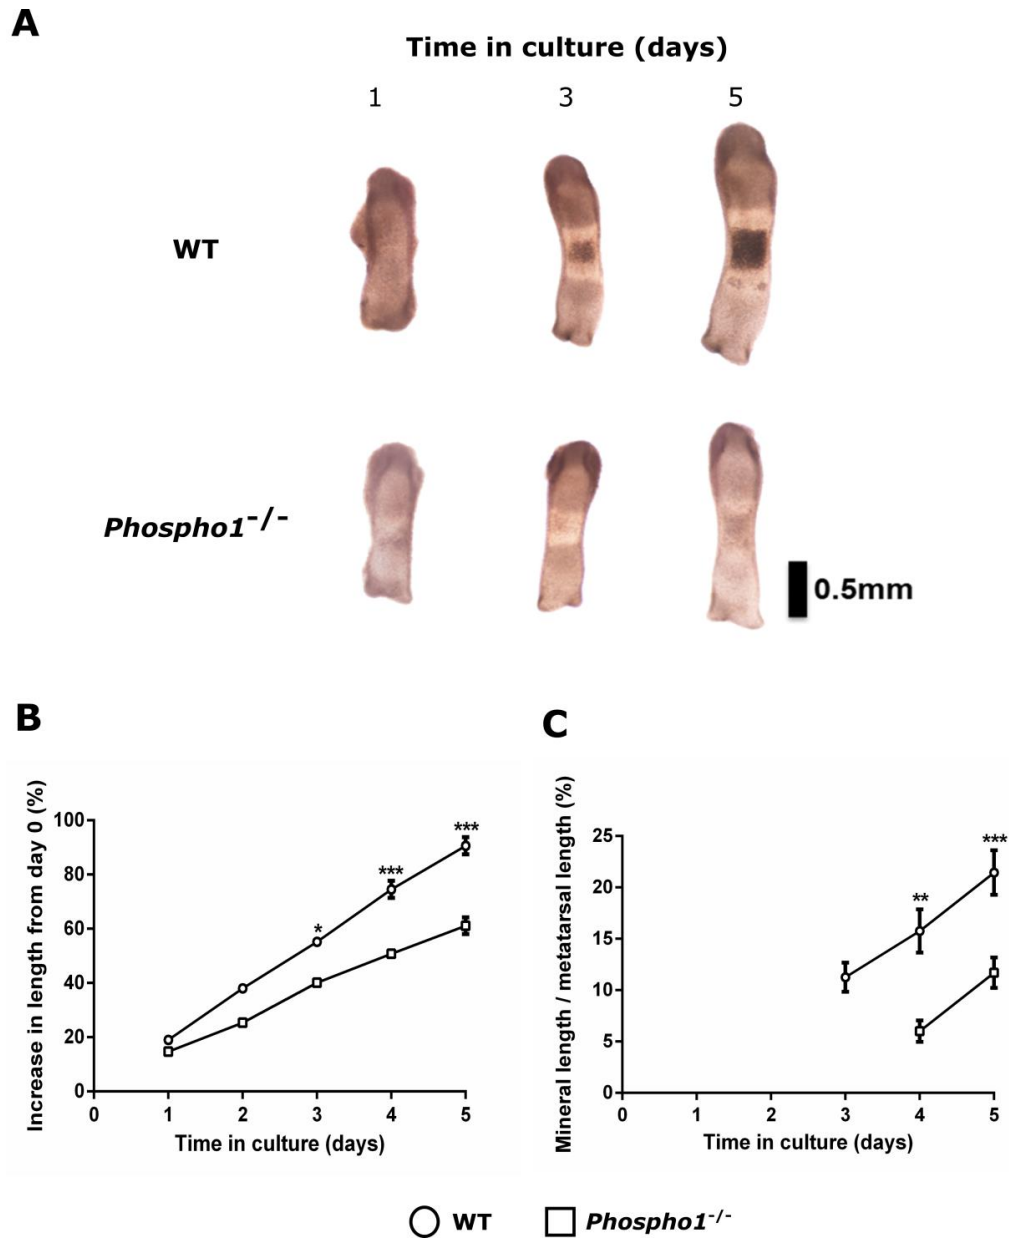 A
Time in culture (days)
1 3 5
WT
Phospho1-/-
0.5mm
B
Increase in length from day 0 (%)
100
80
60
40
20
0
0 1 2 3 4 5
Time in culture (days)
*
***
***
C
Mineral length / metatarsal length (%)
25
20
15
10
5
0
0 1 2 3 4 5
Time in culture (days)
**
***
WT Phospho1-/-